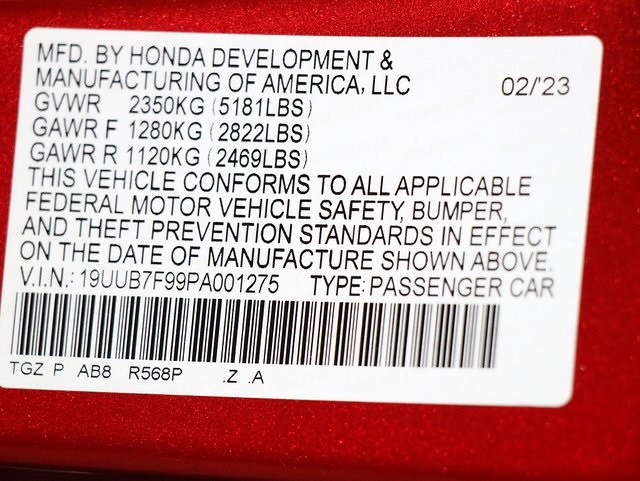 MFD. BY HONDA DEVELOPMENT &
MANUFACTURING OF AMERICA, LLC 02/'23
GVWR 2350KG (5181LBS)
GAWR F 1280KG (2822LBS)
GAWR R 1120KG (2469LBS)
THIS VEHICLE CONFORMS TO ALL APPLICABLE
FEDERAL MOTOR VEHICLE SAFETY, BUMPER,
AND THEFT PREVENTION STANDARDS IN EFFECT
ON THE DATE OF MANUFACTURE SHOWN ABOVE.
V.I.N.: 19UUB7F99PA001275 TYPE: PASSENGER CAR
TGZ P AB8 R568P .Z .A